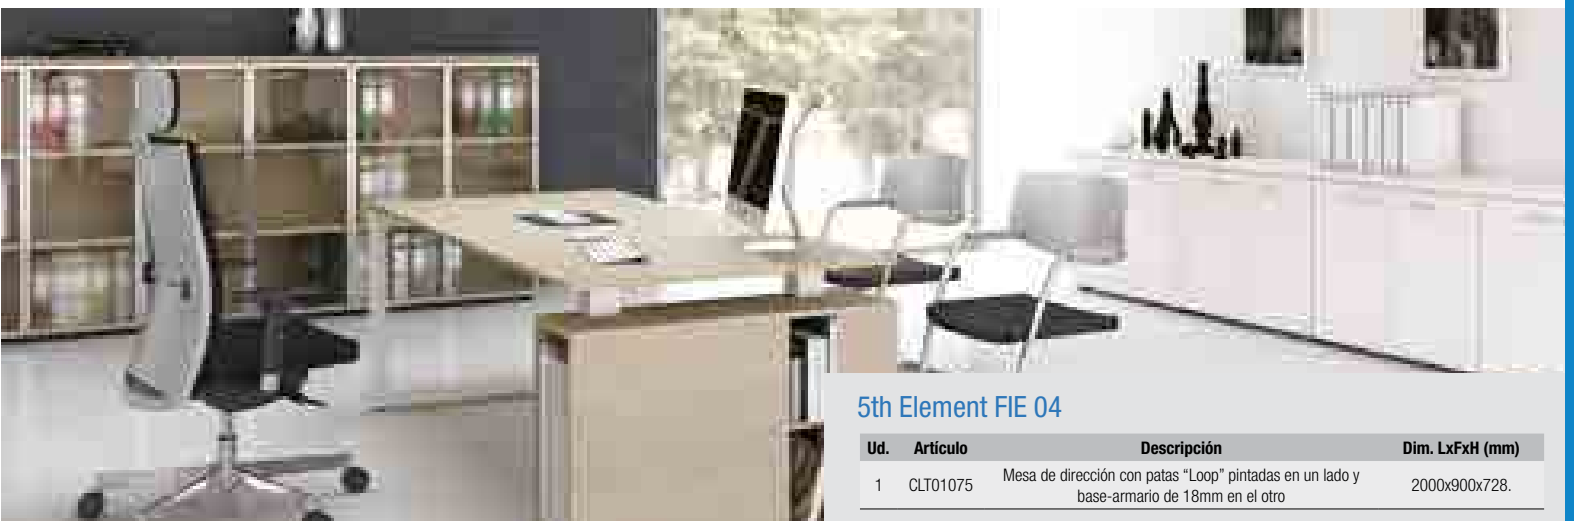 5th Element FIE 04
Ud. Artículo Descripción Dim. LxFxH (mm)
1 CLT01075 Mesa de dirección con patas “Loop” pintadas en un lado y
base-armario de 18mm en el otro 2000x900x728.